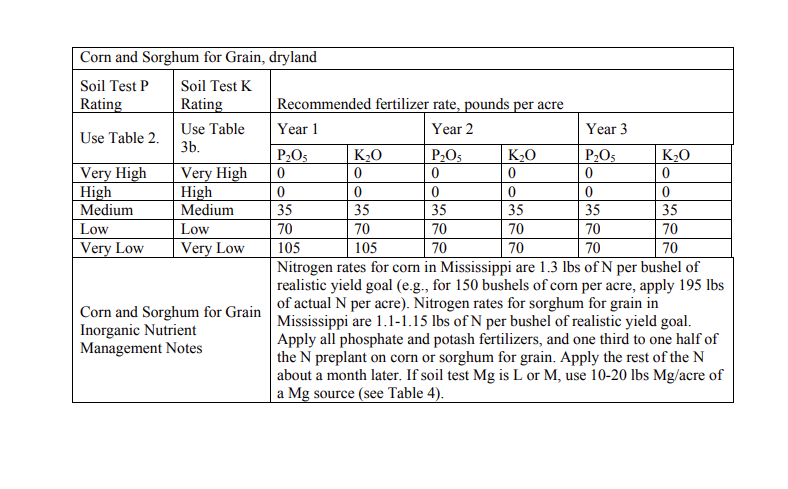 Corn and Sorghum for Grain, dryland
Soil Test P Rating
Soil Test K Rating
Recommended fertilizer rate, pounds per acre
Use Table 2.
Use Table 3b.
Year 1 Year 2 Year 3
P₂O₅ K₂O P₂O₅ K₂O P₂O₅ K₂O
Very High Very High 0 0 0 0 0 0
High High 0 0 0 0 0 0
Medium Medium 35 35 35 35 35 35
Low Low 70 70 70 70 70 70
Very Low Very Low 105 105 70 70 70 70
Corn and Sorghum for Grain
Inorganic Nutrient
Management Notes
Nitrogen rates for corn in Mississippi are 1.3 lbs of N per bushel of
realistic yield goal (e.g., for 150 bushels of corn per acre, apply 195 lbs
of actual N per acre). Nitrogen rates for sorghum for grain in
Mississippi are 1.1-1.15 lbs of N per bushel of realistic yield goal.
Apply all phosphate and potash fertilizers, and one third to one half of
the N preplant on corn or sorghum for grain. Apply the rest of the N
about a month later. If soil test Mg is L or M, use 10-20 lbs Mg/acre of
a Mg source (see Table 4).